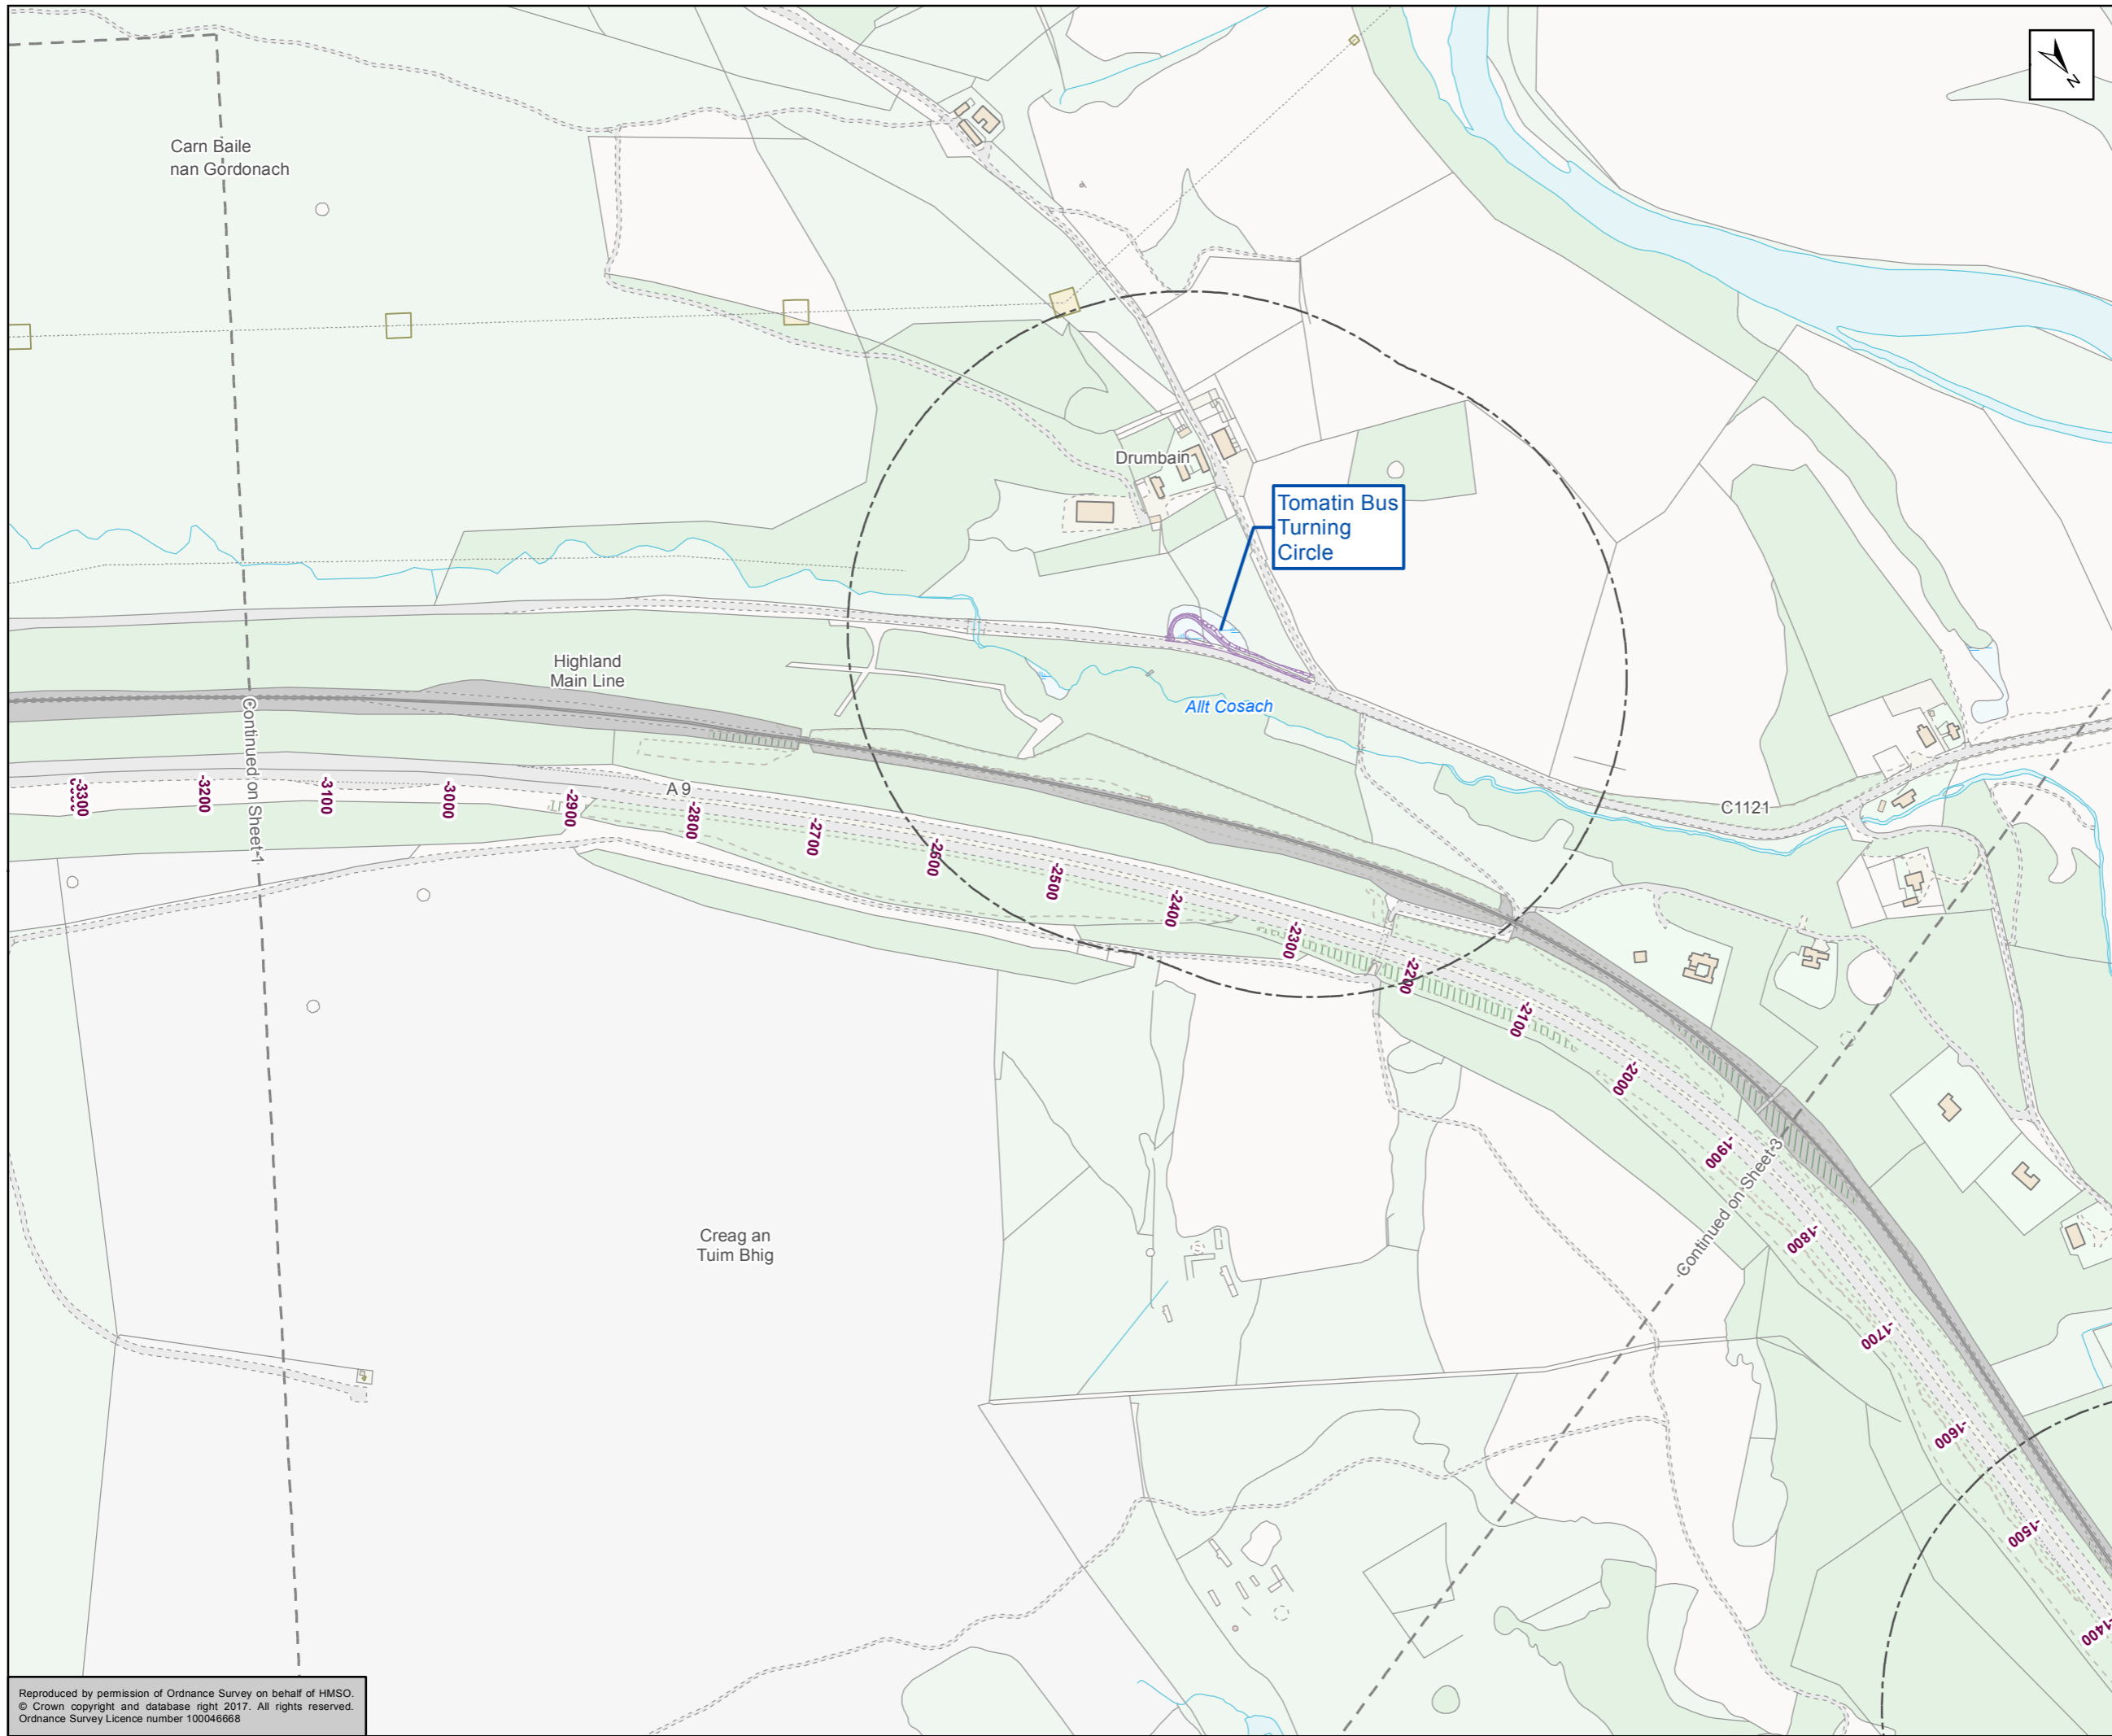 N
Carn Baile
nan Gordonach
Drumbain
Tomatin Bus
Turning
Circle
Highland
Main Line
Allt Cosach
Continued on Sheet 1
A 9
C1121
-3300
-3200
-3100
-3000
-2900
-2800
-2700
-2600
-2500
-2400
-2300
-2200
-2100
-2000
-1900
-1800
-1700
-1600
-1500
-1400
Continued on Sheet 3
Creag an
Tuim Bhig
Reproduced by permission of Ordnance Survey on behalf of HMSO.
© Crown copyright and database right 2017. All rights reserved.
Ordnance Survey Licence number 100046668